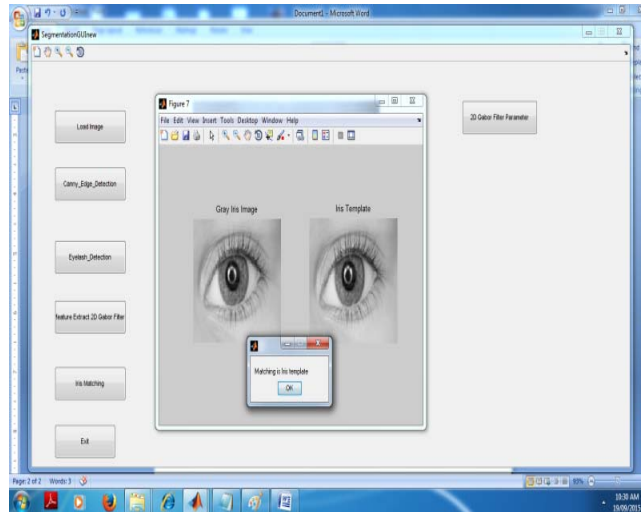 Document1 - Microsoft Word
SegmentationGUInew
Paste
Load Image
Canny_Edge_Detection
Eyelash_Detection
feature Extract 2D Gabor Filter
Iris Matching
Exit
2D Gabor Filter Parameter
Figure 7
File Edit View Insert Tools Desktop Window Help
Gray Iris Image
Iris Template
Matching is Iris template
OK
Page: 2 of 2 Words: 3
93%
10:30 AM